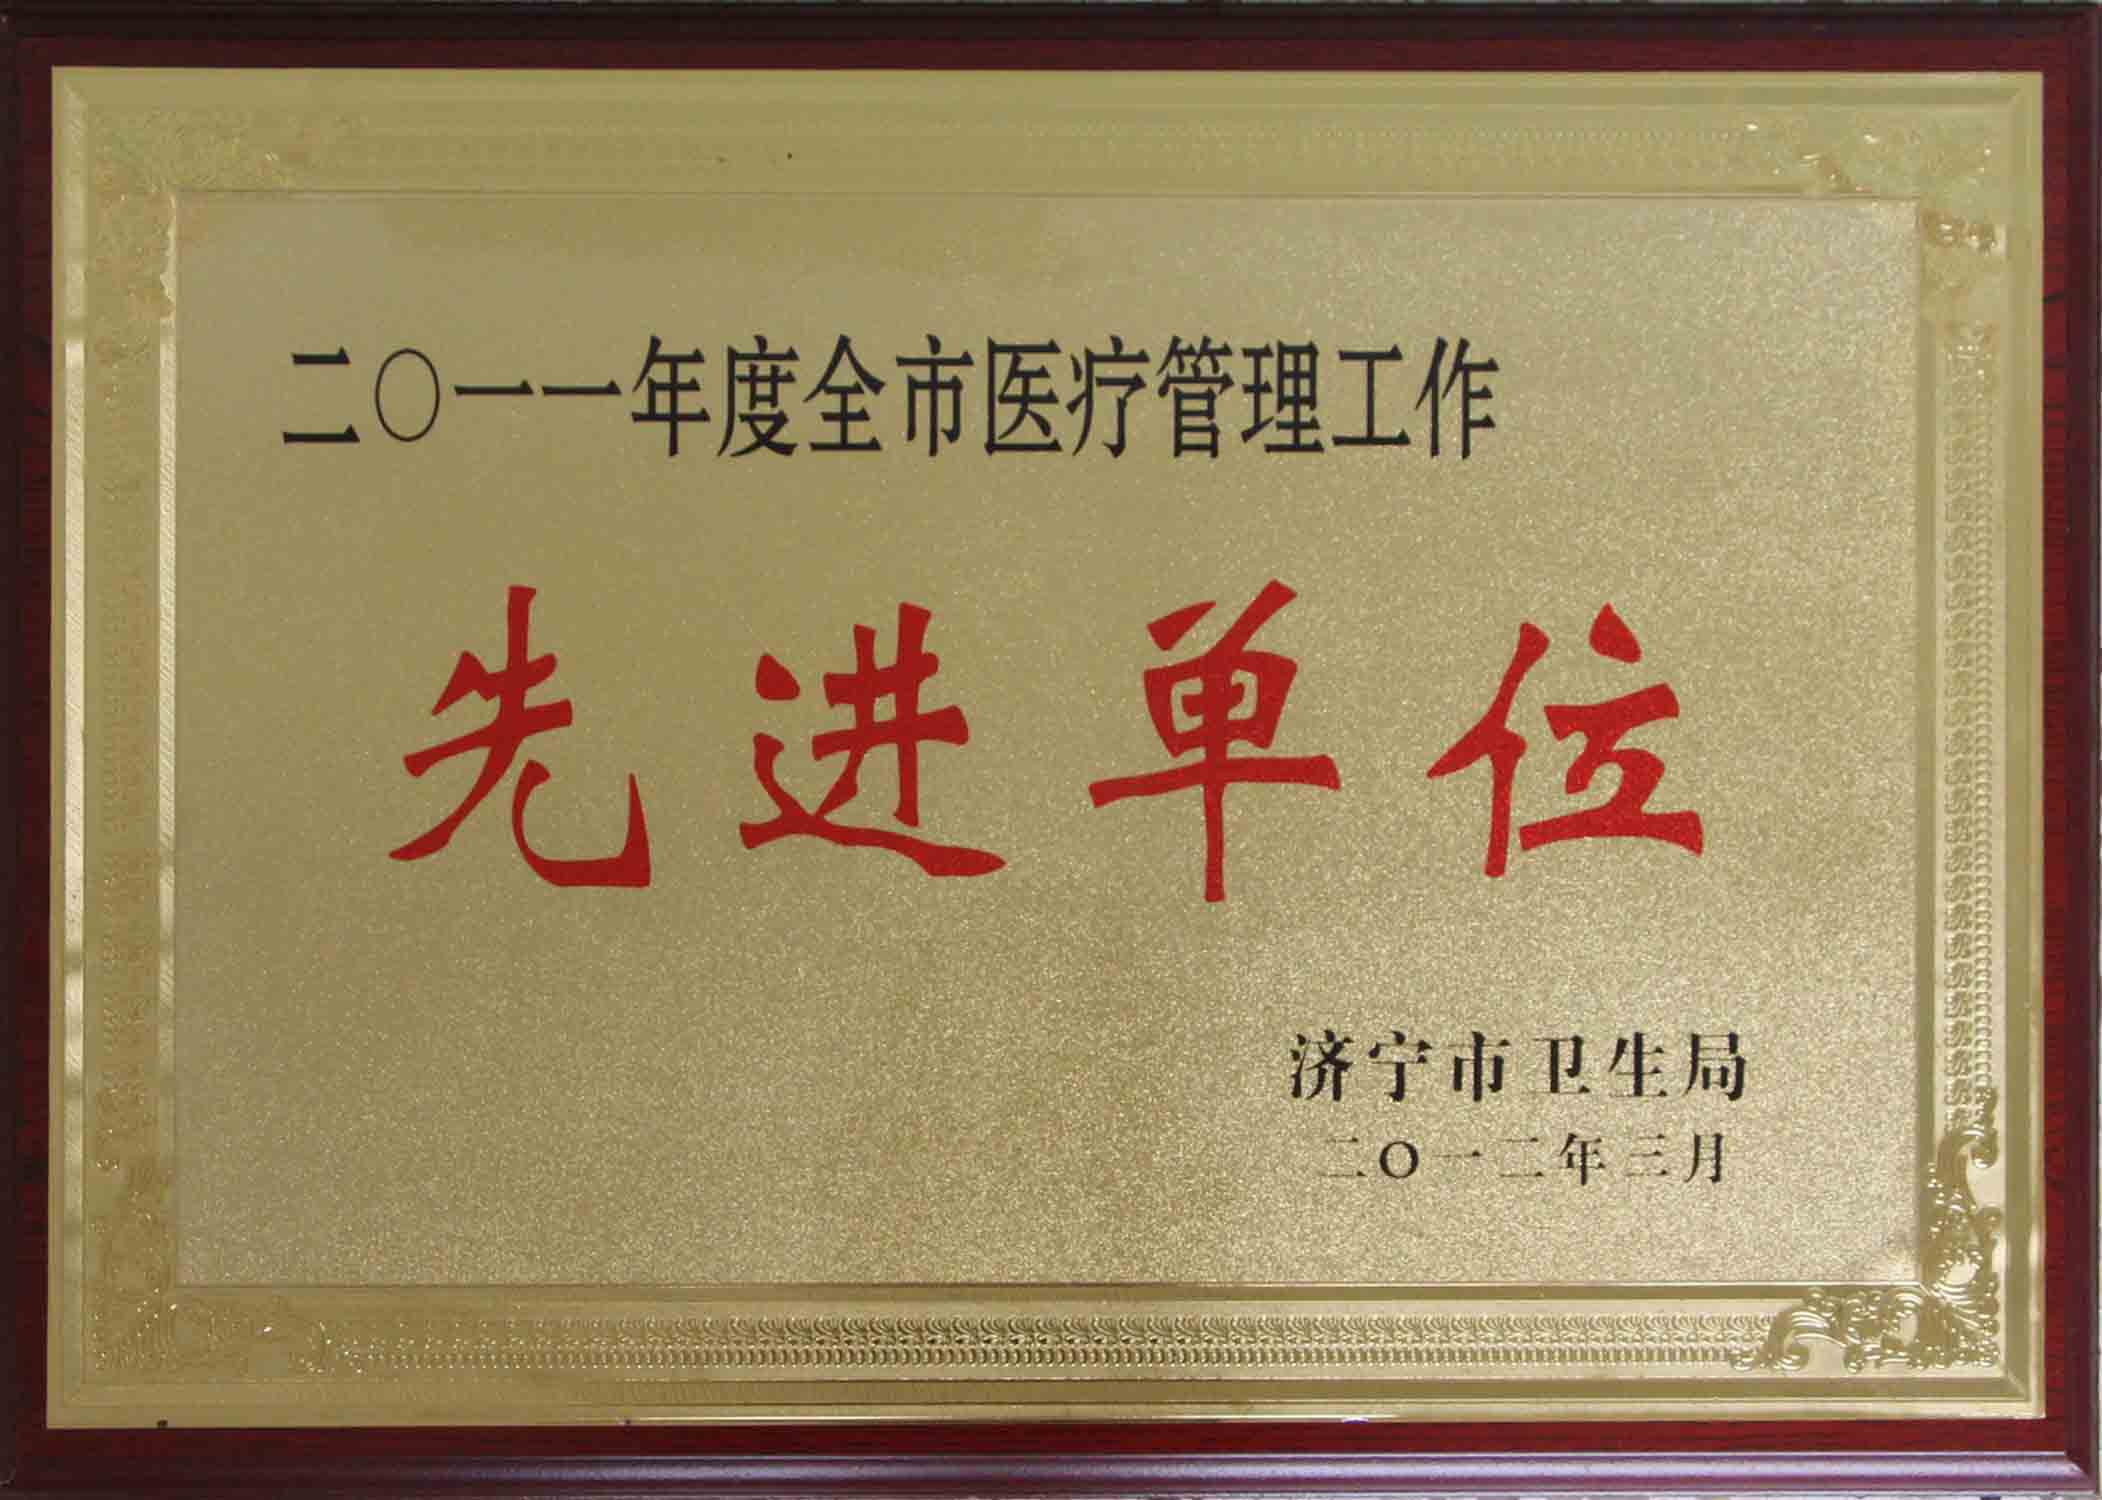 二〇一一年度全市医疗管理工作
先进单位
济宁市卫生局
二〇一二年三月